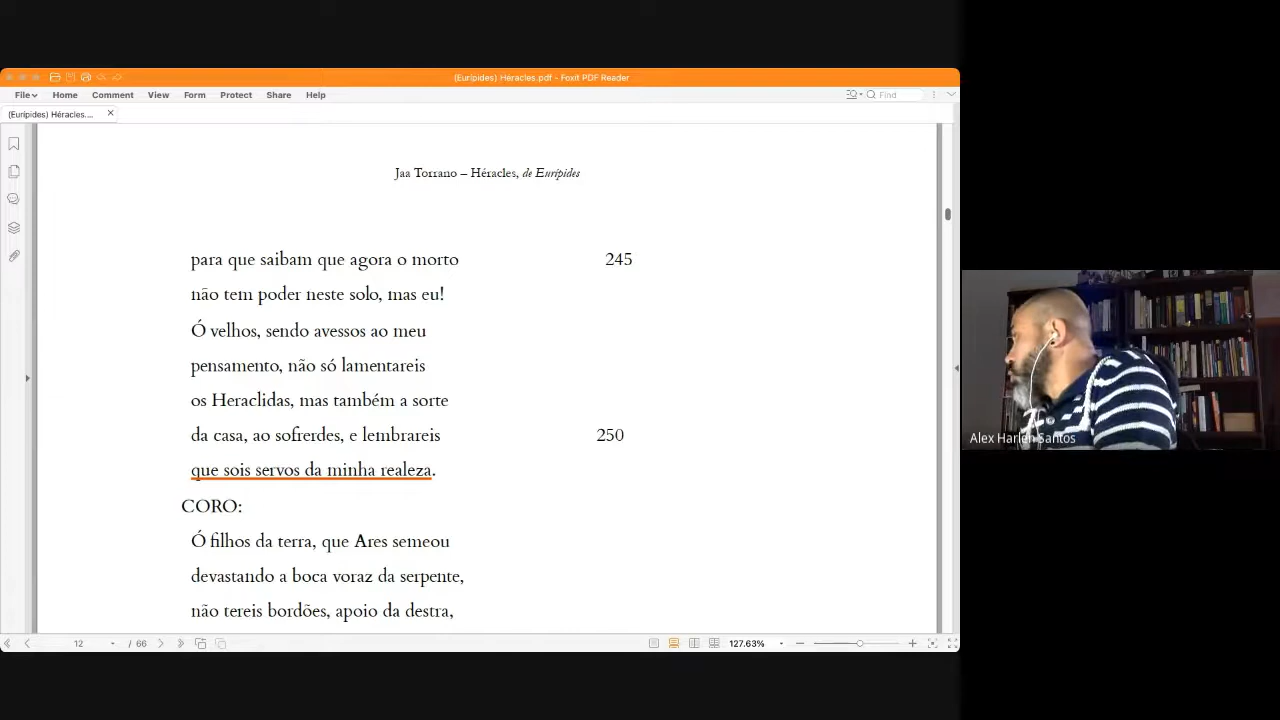 (Eurípides) Héracles.pdf - Foxit PDF Reader
File Home Comment View Form Protect Share Help
Find
(Eurípides) Héracles....
Jaa Torrano – Héracles, de Eurípides
para que saibam que agora o morto 245
não tem poder neste solo, mas eu!
Ó velhos, sendo avessos ao meu
pensamento, não só lamentareis
os Heraclidas, mas também a sorte
da casa, ao sofrerdes, e lembrareis 250
que sois servos da minha realeza.
CORO:
Ó filhos da terra, que Ares semeou
devastando a boca voraz da serpente,
não tereis bordões, apoio da destra,
12 / 66
127.63%
Alex Harlen Santos